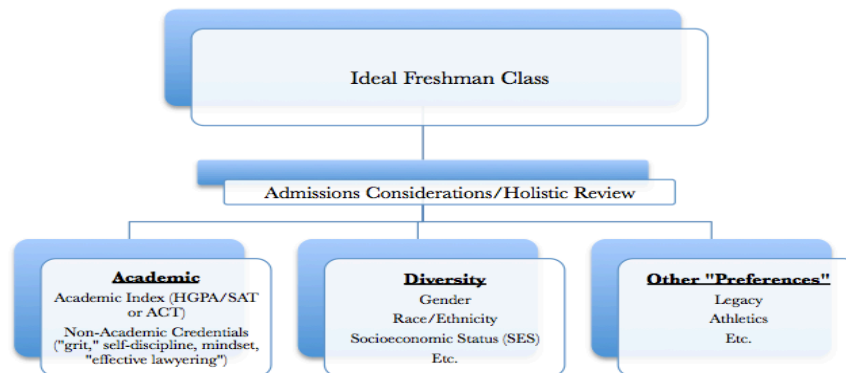 Ideal Freshman Class
Admissions Considerations/Holistic Review
Academic
Academic Index (HGPA/SAT
or ACT)
Non-Academic Credentials
("grit," self-discipline, mindset,
"effective lawyering")
Diversity
Gender
Race/Ethnicity
Socioeconomic Status (SES)
Etc.
Other "Preferences"
Legacy
Athletics
Etc.